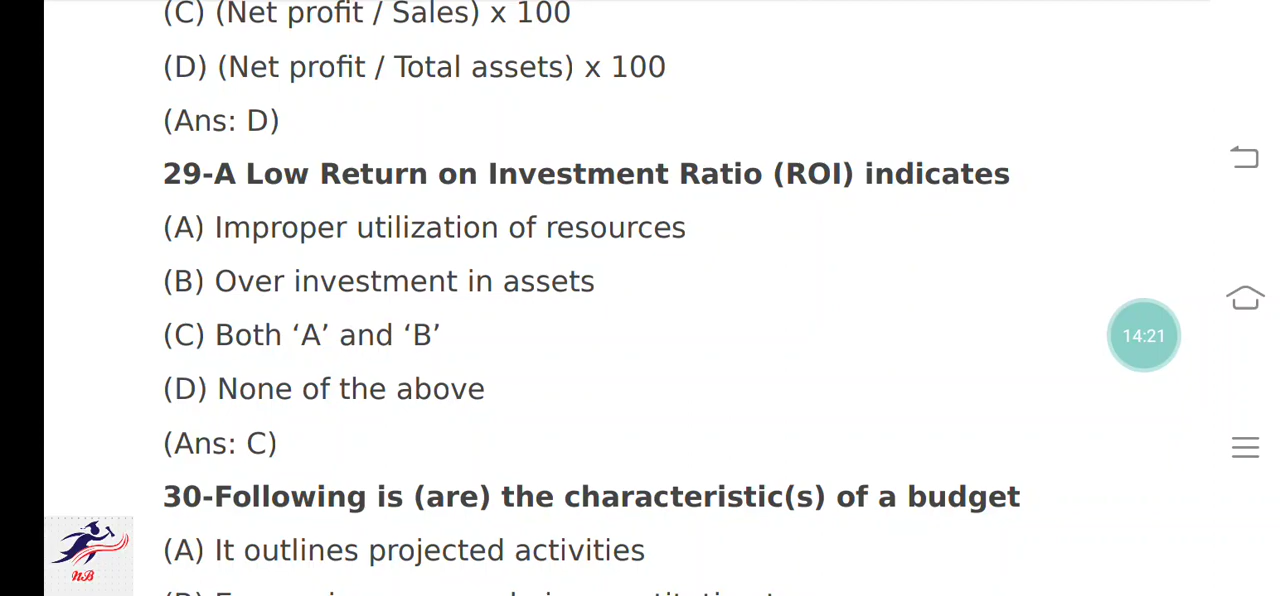 (C) (Net profit / Sales) x 100
(D) (Net profit / Total assets) x 100
(Ans: D)
29-A Low Return on Investment Ratio (ROI) indicates
(A) Improper utilization of resources
(B) Over investment in assets
(C) Both ‘A’ and ‘B’
(D) None of the above
(Ans: C)
30-Following is (are) the characteristic(s) of a budget
(A) It outlines projected activities
14:21
NB